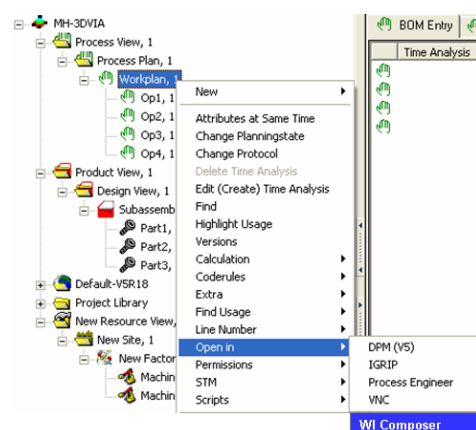 MH-3DVIA
Process View, 1
Process Plan, 1
Workplan, 1
Op1, 1
Op2, 1
Op3, 1
Op4, 1
Product View, 1
Design View, 1
Subassemb
Part1,
Part2,
Part3,
Default-VSR18
Project Library
New Resource View,
New Site, 1
New Factor
Machin
Machin
New
Attributes at Same Time
Change Planningstate
Change Protocol
Delete Time Analysis
Edit (Create) Time Analysis
Find
Highlight Usage
Versions
Calculation
Coderules
Extra
Find Usage
Line Number
Open in
Permissions
STM
Scripts
DPM (V5)
IGRIP
Process Engineer
VNC
WI Composer
BOM Entry
Time Analysis